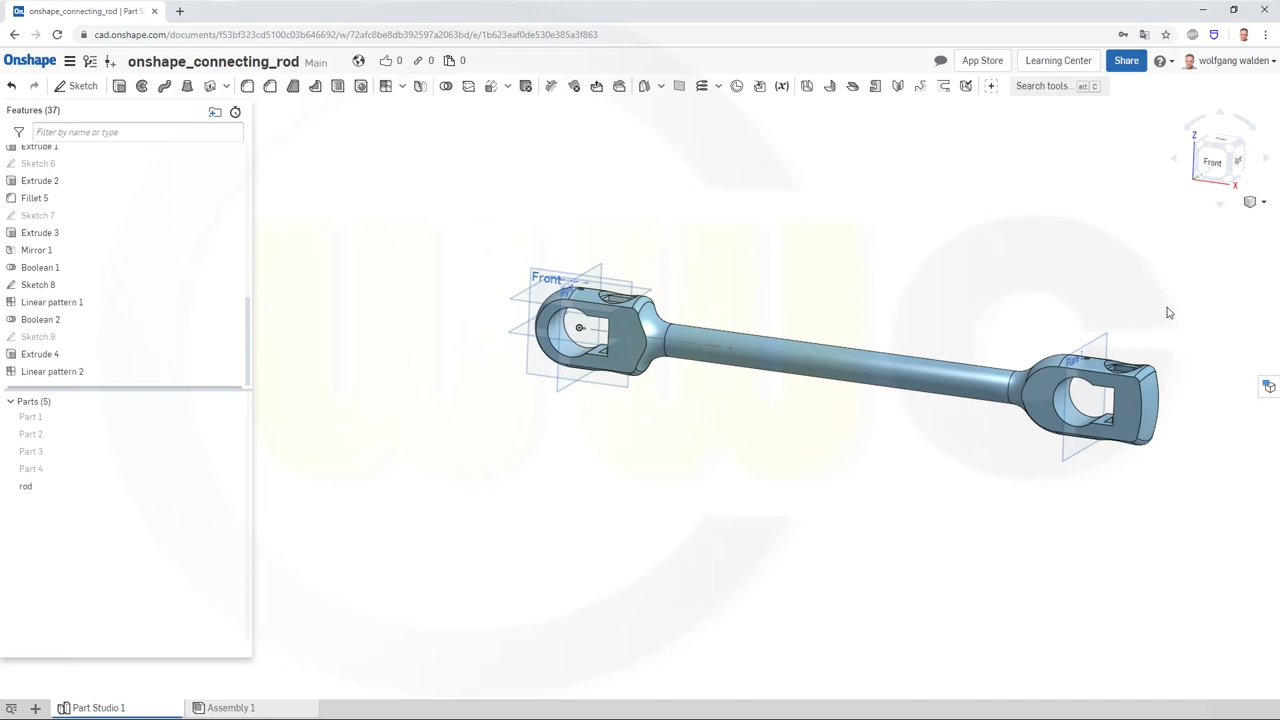 onshape_connecting_rod | Part S
cad.onshape.com/documents/f53bf323cd5100c03b646692/w/72afc8be8db392597a2063bd/e/1b623eaf0de530e385a3f863
Onshape onshape_connecting_rod Main 0 0 0 App Store Learning Center Share wolfgang walden
Sketch Search tools... alt C
Features (37)
Filter by name or type
Extrude 1
Sketch 6
Extrude 2
Fillet 5
Sketch 7
Extrude 3
Mirror 1
Boolean 1
Sketch 8
Linear pattern 1
Boolean 2
Sketch 9
Extrude 4
Linear pattern 2
Parts (5)
Part 1
Part 2
Part 3
Part 4
rod
Front
Z
Front
X
Part Studio 1 Assembly 1